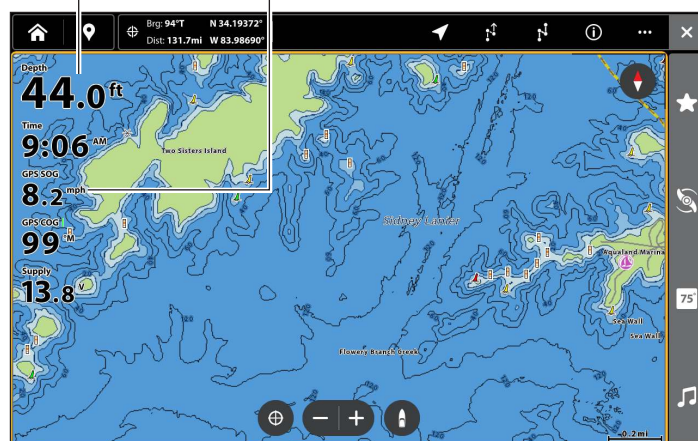 Brg: 94°T N 34.19372°
Dist: 131.7mi W 83.98690°
Depth
44.0 ft
Time
9:06 AM
GPS SOG
8.2 mph
GPS COG
99 °M
Supply
13.8 V
Two Sisters Island
Sidney Lanier
Aqualand Marina
Sea Wall
Sea Wall
Flowery Branch Creek
75°
0.2mi